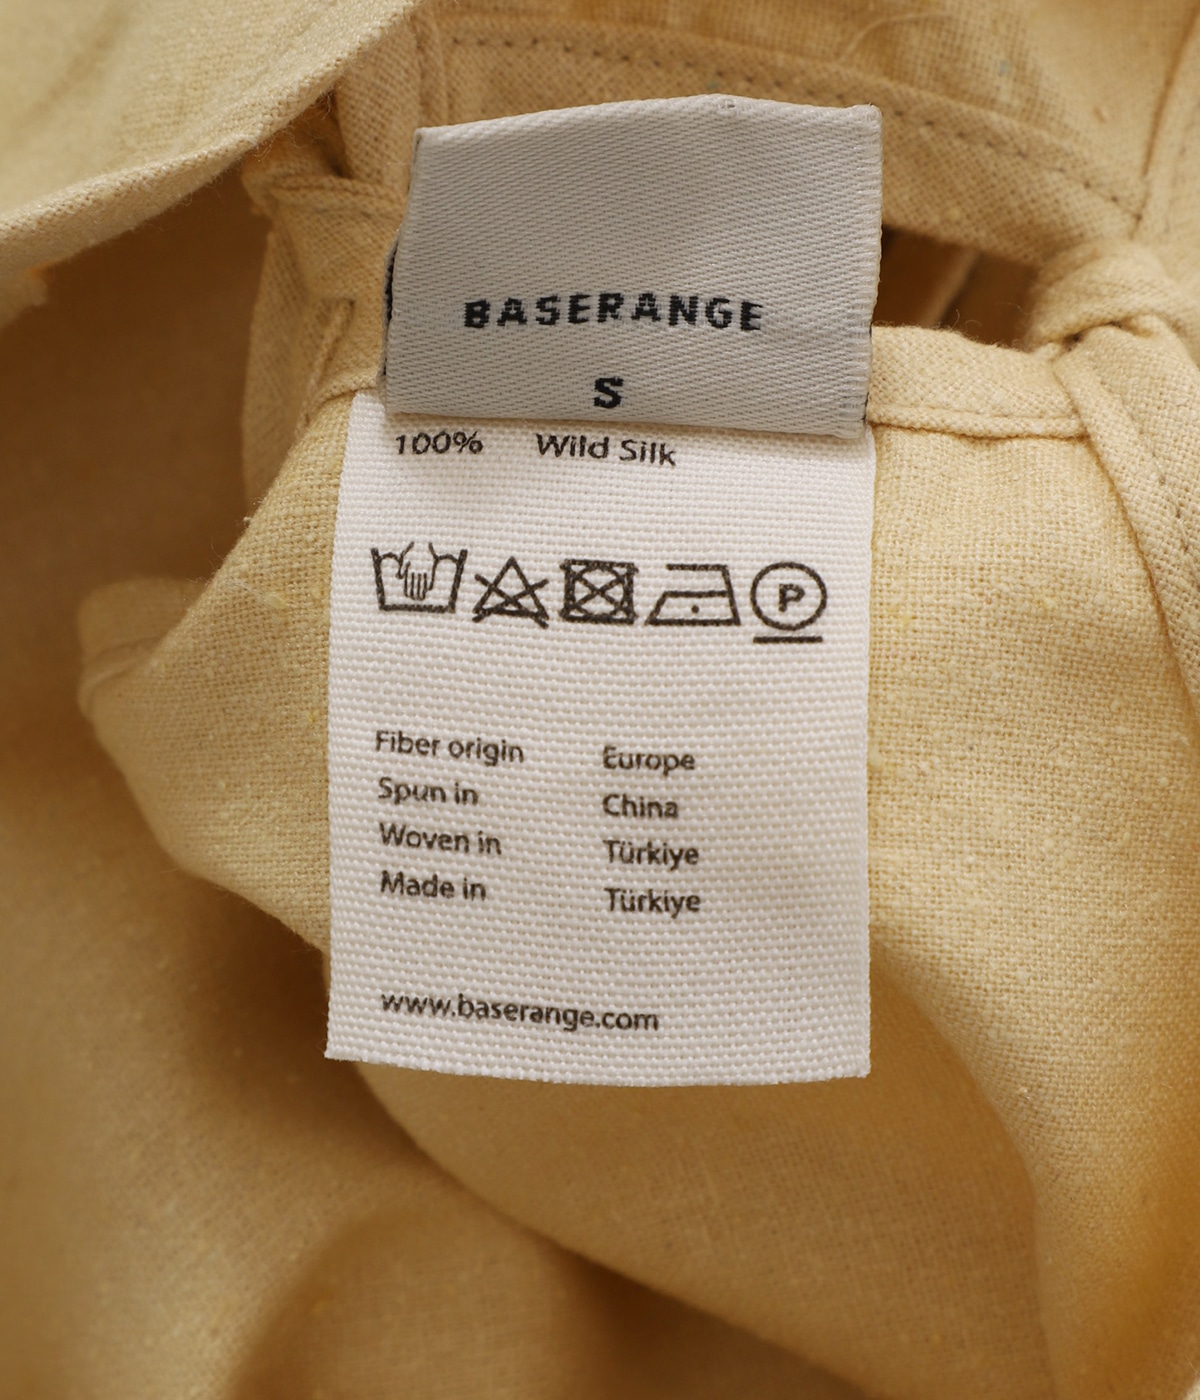 BASERANGE
S
100% Wild Silk
P
Fiber origin Europe
Spun in China
Woven in Türkiye
Made in Türkiye
www.baserange.com